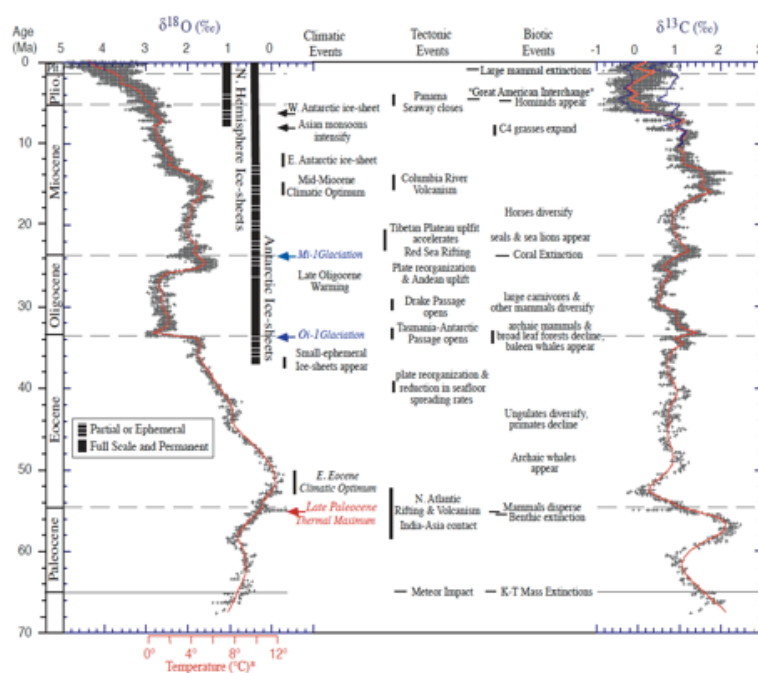 Age
(Ma)
δ¹⁸O (‰)
Climatic
Events
Tectonic
Events
Biotic
Events
δ¹³C (‰)
5 4 3 2 1 0
-1 0 1 2
0
10
20
30
40
50
60
70
Plio.
Miocene
Oligocene
Eocene
Paleocene
N. Hemisphere Ice-sheets
Antarctic Ice-sheets
W. Antarctic ice-sheet
Asian monsoons
intensify
E. Antarctic ice-sheet
Mid-Miocene
Climatic Optimum
Mi-1Glaciation
Late Oligocene
Warming
Oi-1Glaciation
Small-ephemeral
Ice-sheets appear
E. Eocene
Climatic Optimum
Late Paleocene
Thermal Maximum
Panama
Seaway closes
Columbia River
Volcanism
Tibetan Plateau uplfit
accelerates
Red Sea Rifting
Plate reorganization
& Andean uplift
Drake Passage
opens
Tasmania-Antarctic
Passage opens
plate reorganization &
reduction in seafloor
spreading rates
N. Atlantic
Rifting & Volcanism
India-Asia contact
Meteor Impact
Large mammal extinctions
"Great American Interchange"
Hominids appear
C4 grasses expand
Horses diversify
seals & sea lions appear
Coral Extinction
large carnivores &
other mammals diversify
archaic mammals &
broad leaf forests decline,
baleen whales appear
Ungulates diversify,
primates decline
Archaic whales
appear
Mammals disperse
Benthic extinction
K-T Mass Extinctions
Partial or Ephemeral
Full Scale and Permanent
0° 4° 8° 12°
Temperature (°C)*